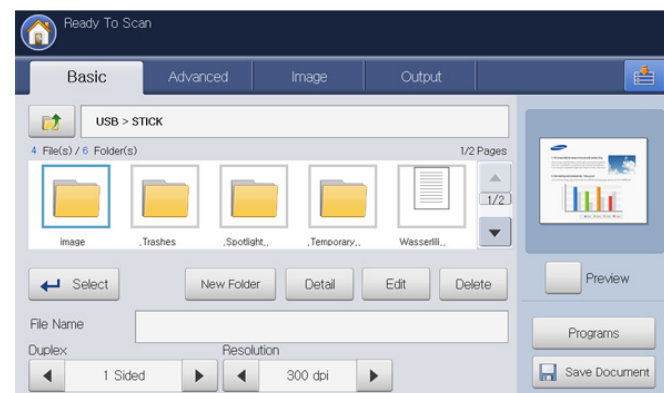 Ready To Scan
Basic Advanced Image Output
USB > STICK
4 File(s) / 6 Folder(s) 1/2 Pages
1/2
image .Trashes .Spotlight.. .Temporary.. Wasserlili..
Select New Folder Detail Edit Delete
Preview
File Name
Programs
Duplex Resolution
1 Sided 300 dpi
Save Document